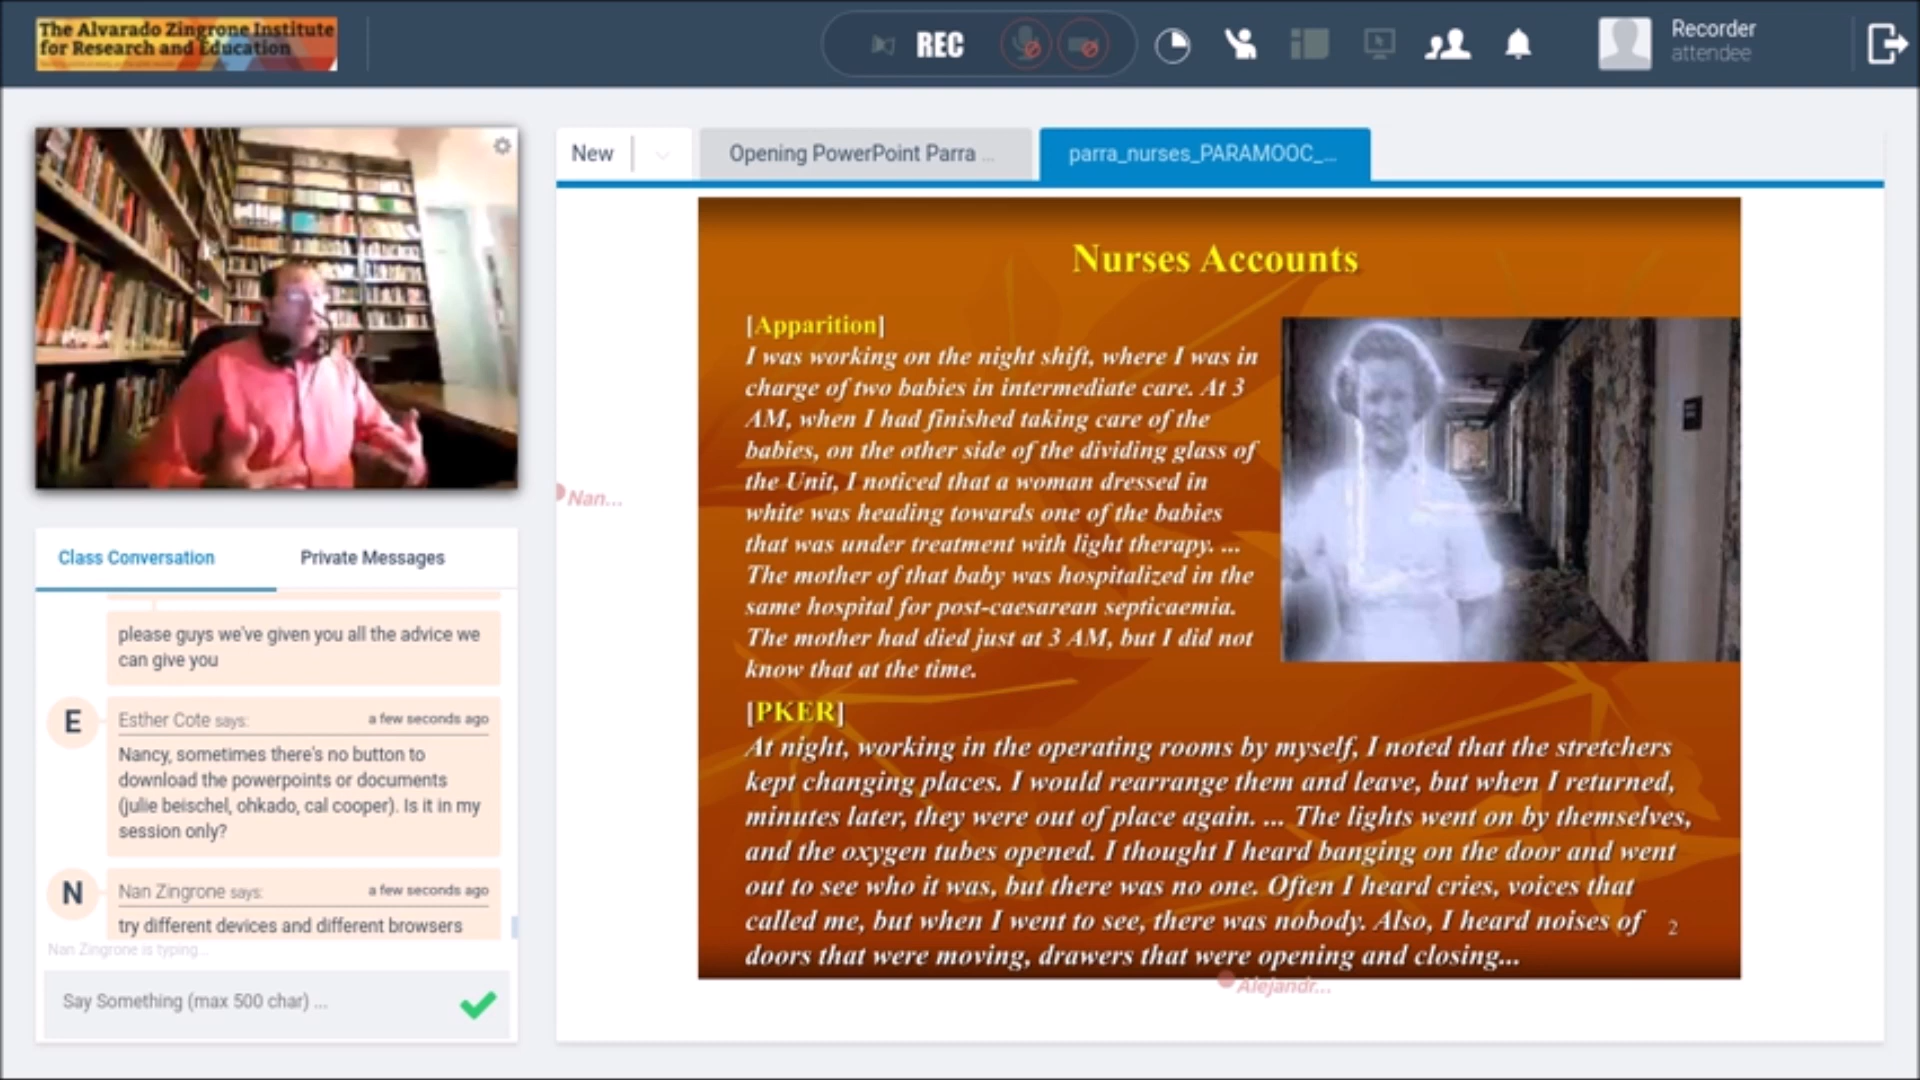 The Alvarado Zingrone Institute
for Research and Education
REC
Recorder
attendee
New
Opening PowerPoint Parra ...
parra_nurses_PARAMOOC_...
Nurses Accounts
[Apparition]
I was working on the night shift, where I was in
charge of two babies in intermediate care. At 3
AM, when I had finished taking care of the
babies, on the other side of the dividing glass of
the Unit, I noticed that a woman dressed in
white was heading towards one of the babies
that was under treatment with light therapy. ...
The mother of that baby was hospitalized in the
same hospital for post-caesarean septicaemia.
The mother had died just at 3 AM, but I did not
know that at the time.
[PKER]
At night, working in the operating rooms by myself, I noted that the stretchers
kept changing places. I would rearrange them and leave, but when I returned,
minutes later, they were out of place again. ... The lights went on by themselves,
and the oxygen tubes opened. I thought I heard banging on the door and went
out to see who it was, but there was no one. Often I heard cries, voices that
called me, but when I went to see, there was nobody. Also, I heard noises of
doors that were moving, drawers that were opening and closing...
2
Nan...
Alejandr...
Class Conversation
Private Messages
please guys we've given you all the advice we
can give you
E
Esther Cote says:
a few seconds ago
Nancy, sometimes there's no button to
download the powerpoints or documents
(julie beischel, ohkado, cal cooper). Is it in my
session only?
N
Nan Zingrone says:
a few seconds ago
try different devices and different browsers
Nan Zingrone is typing...
Say Something (max 500 char) ...